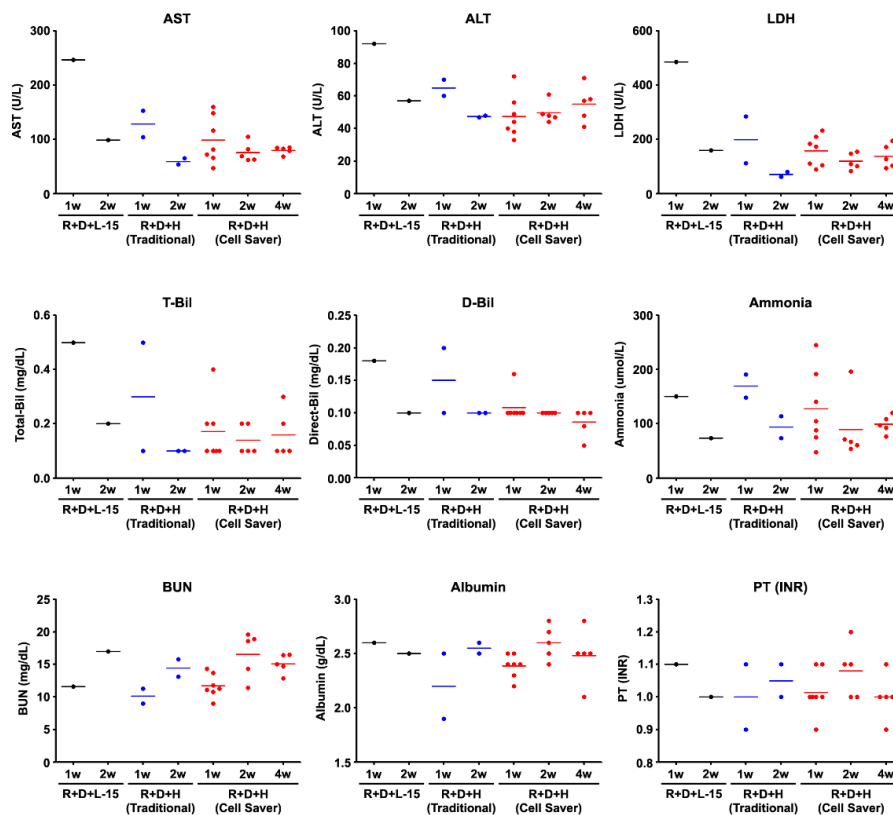 AST
ALT
LDH
300
200
100
0
AST
(U/L)
100
80
60
40
20
0
ALT
(U/L)
600
400
200
0
LDH
(U/L)
1w 2w 1w 2w 1w 2w 4w
R+D+L-15 R+D+H R+D+H
(Traditional) (Cell Saver)
1w 2w 1w 2w 1w 2w 4w
R+D+L-15 R+D+H R+D+H
(Traditional) (Cell Saver)
1w 2w 1w 2w 1w 2w 4w
R+D+L-15 R+D+H R+D+H
(Traditional) (Cell Saver)
T-Bil
D-Bil
Ammonia
0.6
0.4
0.2
0.0
Total-Bil (mg/dL)
0.25
0.20
0.15
0.10
0.05
0.00
Direct-Bil (mg/dL)
300
200
150
100
50
0
Ammonia (umol/L)
1w 2w 1w 2w 1w 2w 4w
R+D+L-15 R+D+H R+D+H
(Traditional) (Cell Saver)
1w 2w 1w 2w 1w 2w 4w
R+D+L-15 R+D+H R+D+H
(Traditional) (Cell Saver)
1w 2w 1w 2w 1w 2w 4w
R+D+L-15 R+D+H R+D+H
(Traditional) (Cell Saver)
BUN
Albumin
PT (INR)
25
20
15
10
5
0
BUN (mg/dL)
3.0
2.5
2.0
1.5
Albumin (g/dL)
1.3
1.2
1.1
1.0
0.9
0.8
PT (INR)
1w 2w 1w 2w 1w 2w 4w
R+D+L-15 R+D+H R+D+H
(Traditional) (Cell Saver)
1w 2w 1w 2w 1w 2w 4w
R+D+L-15 R+D+H R+D+H
(Traditional) (Cell Saver)
1w 2w 1w 2w 1w 2w 4w
R+D+L-15 R+D+H R+D+H
(Traditional) (Cell Saver)